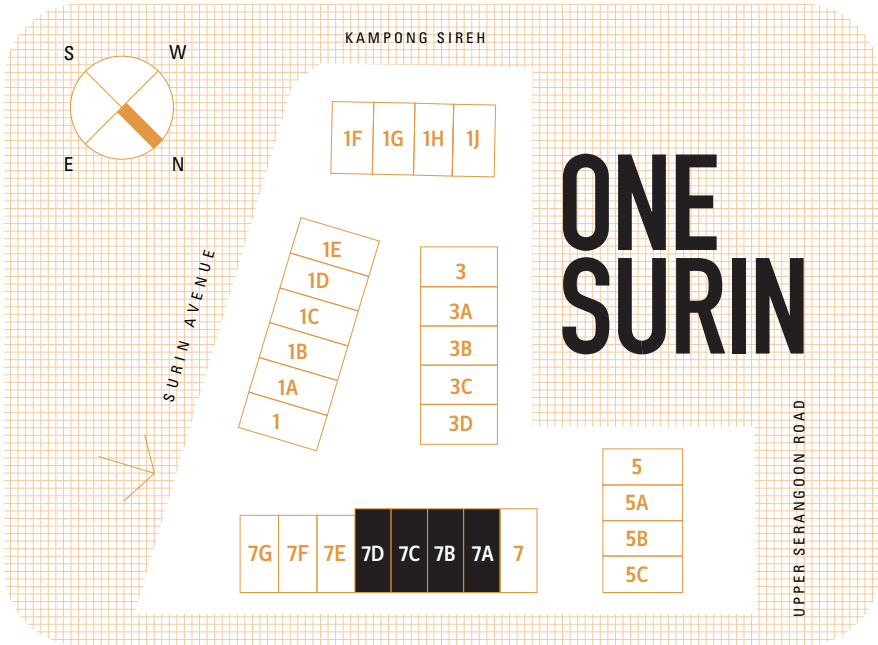 KAMPONG SIREH
S
W
E
N
1F 1G 1H 1J
ONE
SURIN
1E
1D
1C
1B
1A
1
3
3A
3B
3C
3D
SURIN AVENUE
UPPER SERANGOON ROAD
5
5A
5B
5C
7G 7F 7E 7D 7C 7B 7A 7